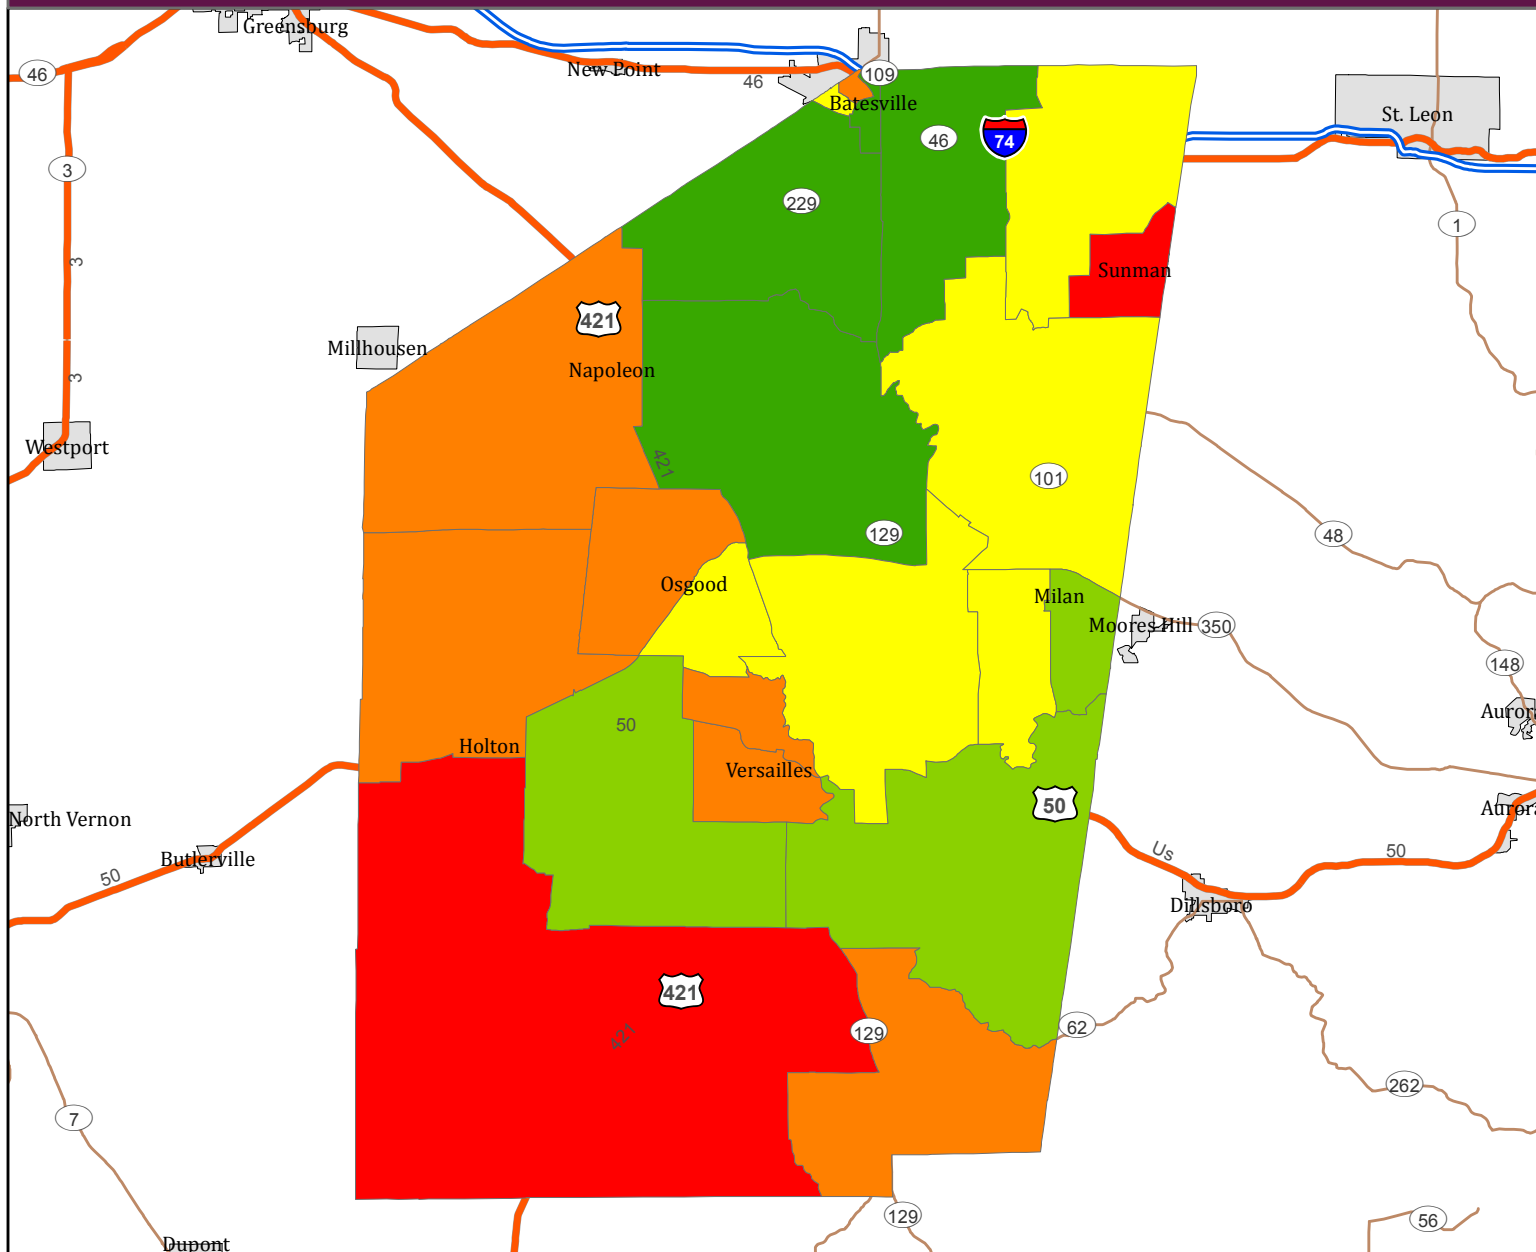 Greensburg
46
New Point
46
109
Batesville
46
74
St. Leon
3
229
1
3
Sunman
421
Millhusen
Napoleon
3
Westport
421
101
129
48
Osgood
Milan
Moores Hill
350
148
50
Aurora
Holton
Versailles
50
Aurora
North Vernon
Butlerville
50
Us
50
Dillsboro
421
421
129
62
262
7
129
56
Dupont